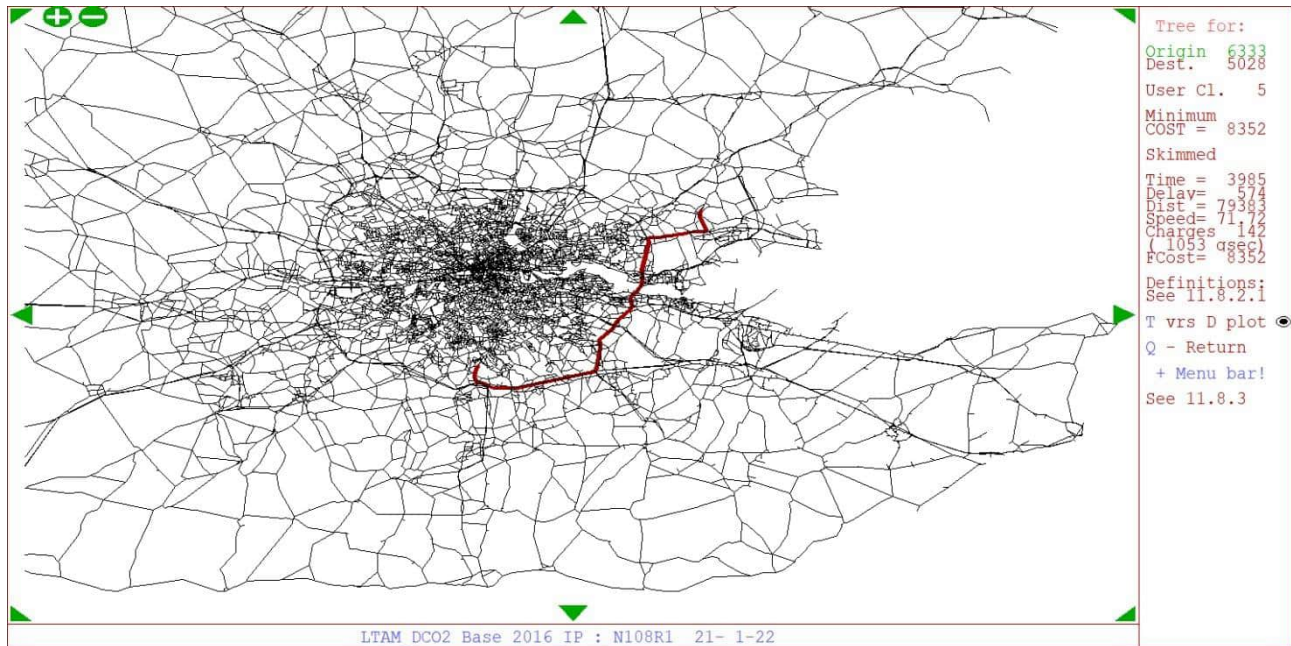 Tree for:
Origin 6333
Dest. 5028
User Cl. 5
Minimum
COST = 8352
Skimmed
Time = 3985
Delay= 574
Dist = 79383
Speed= 71.72
Charges 142
( 1053 gsec)
FCost= 8352
Definitions:
See 11.8.2.1
T vrs D plot
Q - Return
+ Menu bar!
See 11.8.3
LTAM DCO2 Base 2016 IP : N108R1 21- 1-22